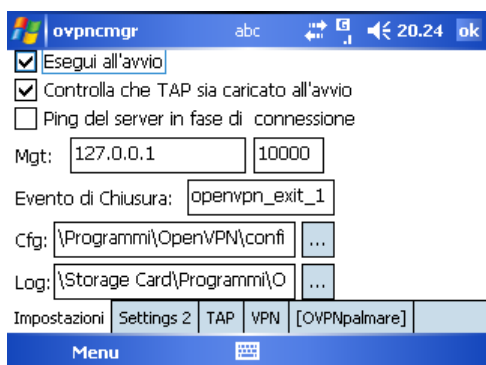 ovpncmgr abc G 20.24 ok
Esegui all'avvio
Controlla che TAP sia caricato all'avvio
Ping del server in fase di connessione
Mgt: 127.0.0.1 10000
Evento di Chiusura: openvpn_exit_1
Cfg: \Programmi\OpenVPN\confi ...
Log: \Storage Card\Programmi\O ...
Impostazioni Settings 2 TAP VPN [OVPNpalmare]
Menu